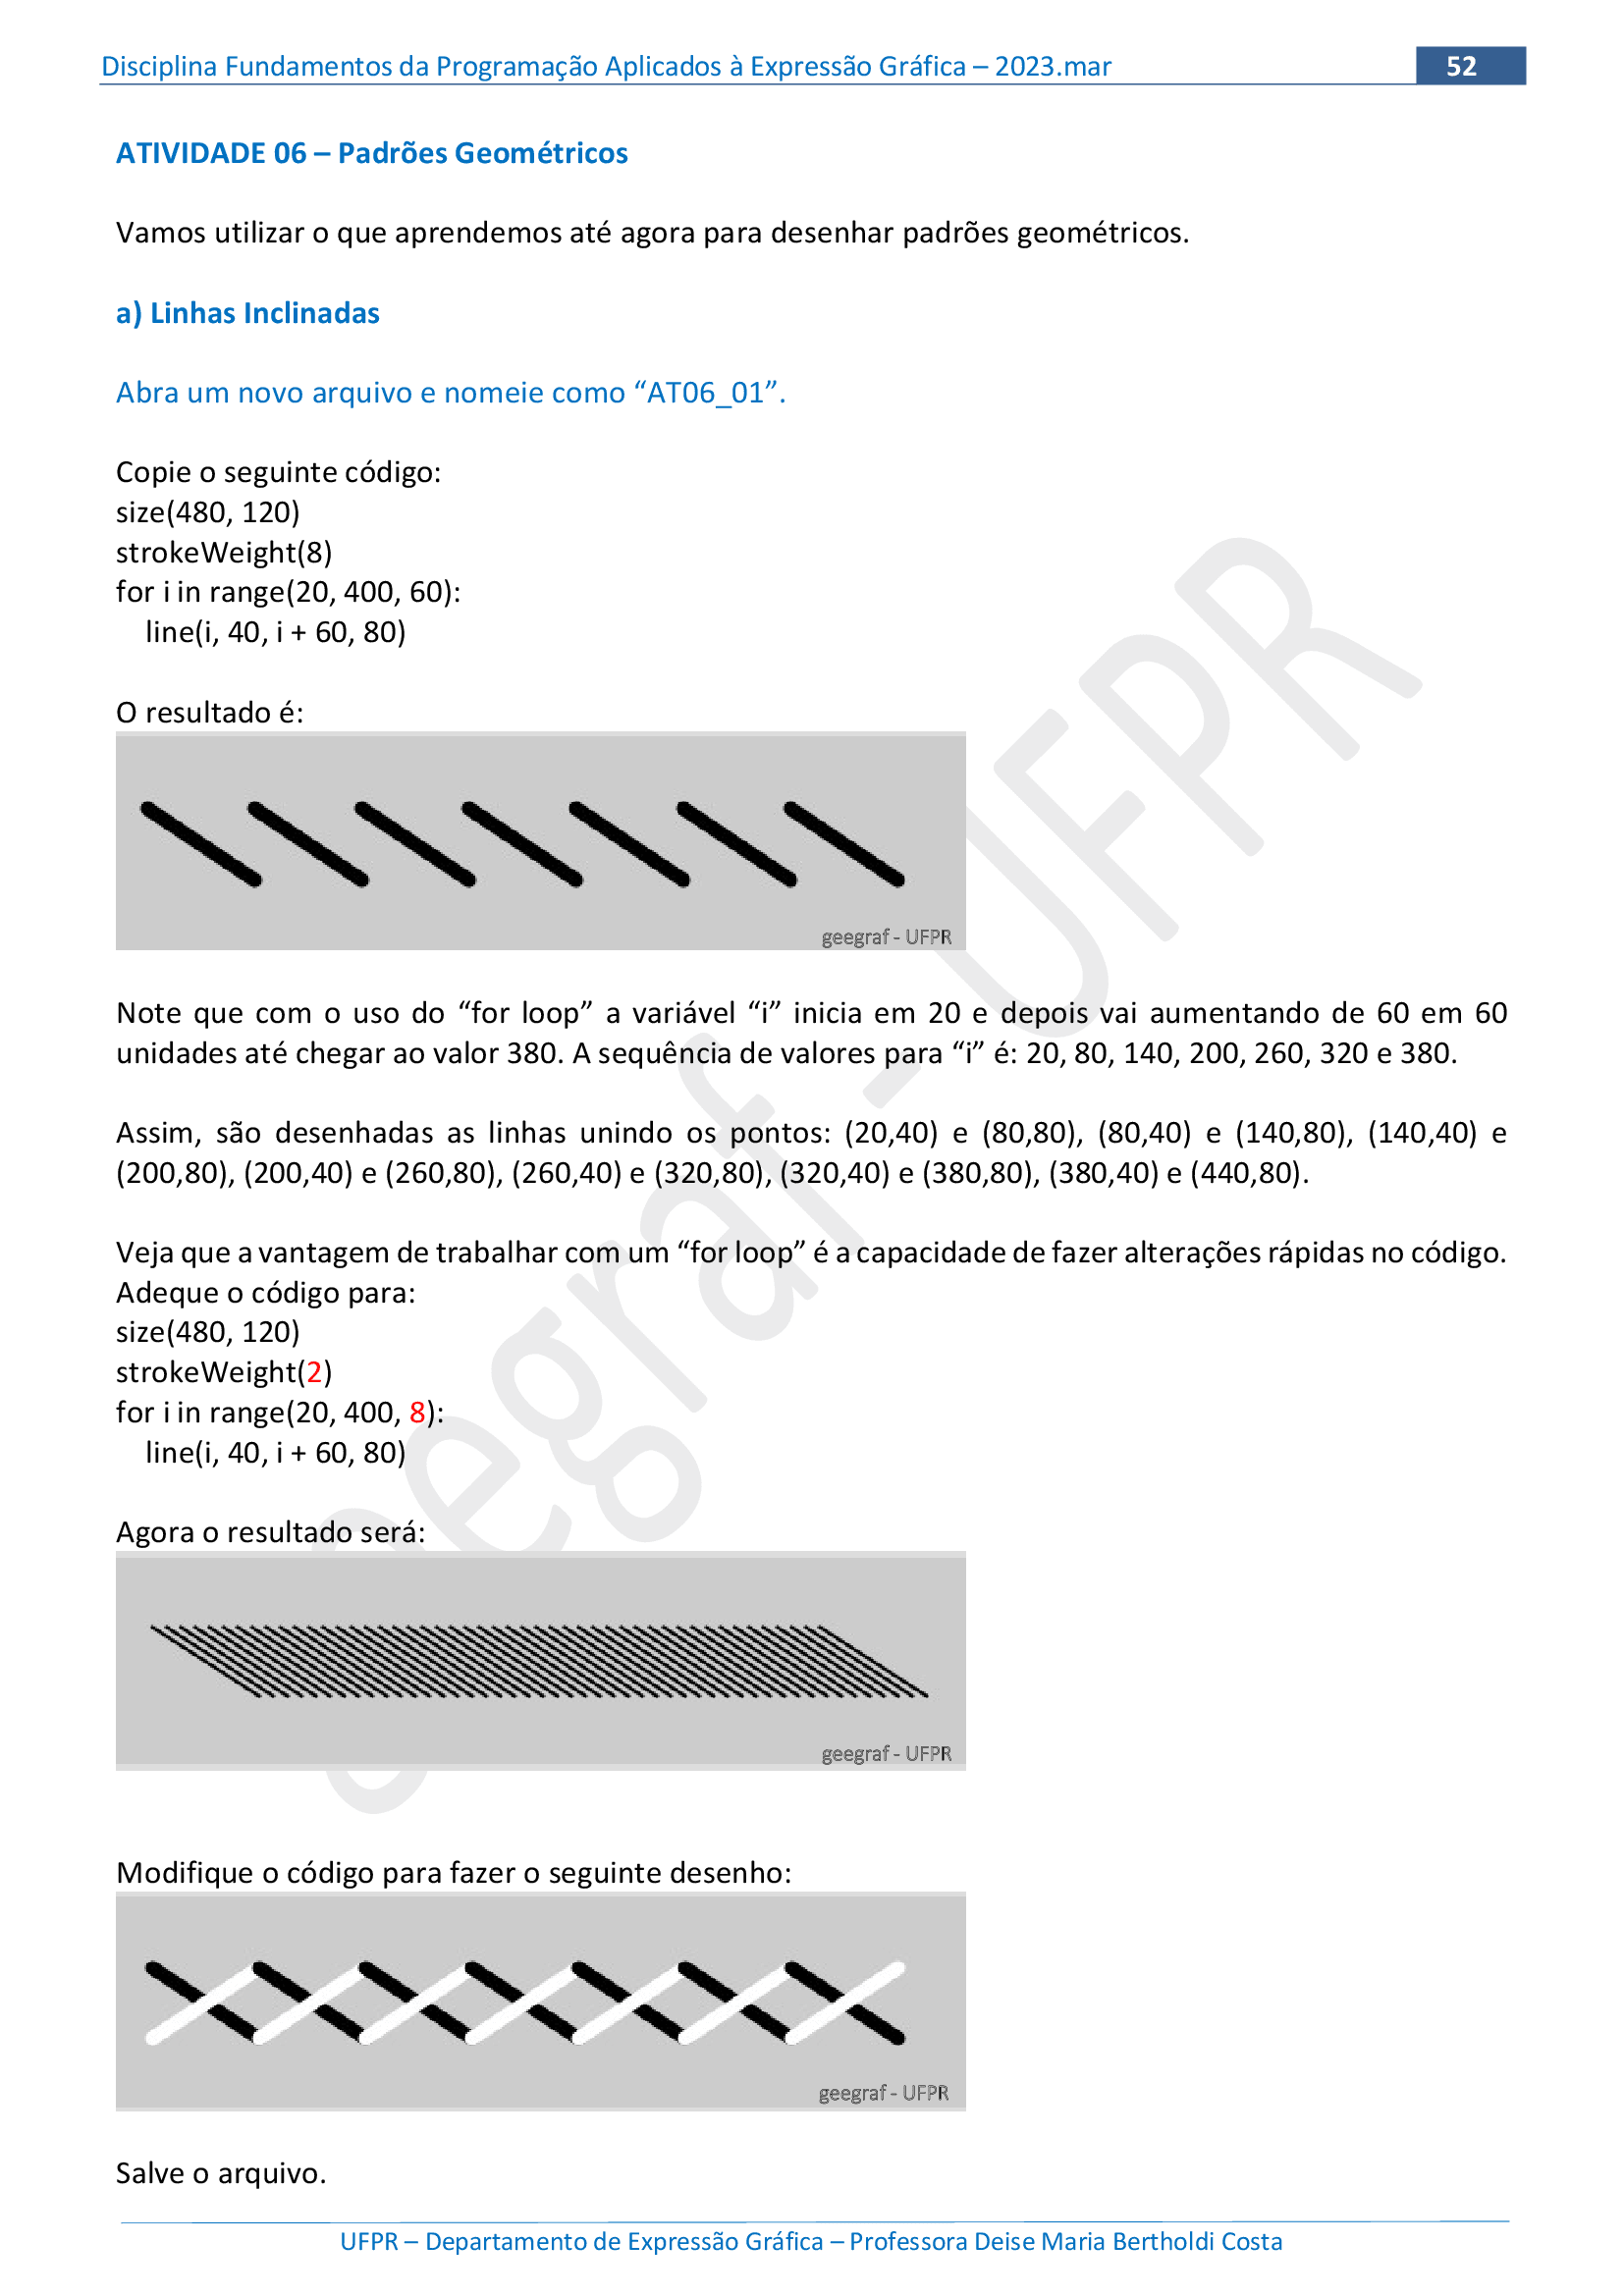 Disciplina Fundamentos da Programação Aplicados à Expressão Gráfica – 2023.mar 52
ATIVIDADE 06 – Padrões Geométricos
Vamos utilizar o que aprendemos até agora para desenhar padrões geométricos.
a) Linhas Inclinadas
Abra um novo arquivo e nomeie como “AT06_01”.
Copie o seguinte código:
size(480, 120)
strokeWeight(8)
for i in range(20, 400, 60):
    line(i, 40, i + 60, 80)
O resultado é:
geegraf - UFPR
Note que com o uso do “for loop” a variável “i” inicia em 20 e depois vai aumentando de 60 em 60
unidades até chegar ao valor 380. A sequência de valores para “i” é: 20, 80, 140, 200, 260, 320 e 380.
Assim, são desenhadas as linhas unindo os pontos: (20,40) e (80,80), (80,40) e (140,80), (140,40) e
(200,80), (200,40) e (260,80), (260,40) e (320,80), (320,40) e (380,80), (380,40) e (440,80).
Veja que a vantagem de trabalhar com um “for loop” é a capacidade de fazer alterações rápidas no código.
Adeque o código para:
size(480, 120)
strokeWeight(2)
for i in range(20, 400, 8):
    line(i, 40, i + 60, 80)
Agora o resultado será:
geegraf - UFPR
Modifique o código para fazer o seguinte desenho:
geegraf - UFPR
Salve o arquivo.
UFPR – Departamento de Expressão Gráfica – Professora Deise Maria Bertholdi Costa
geegraf - UFPR